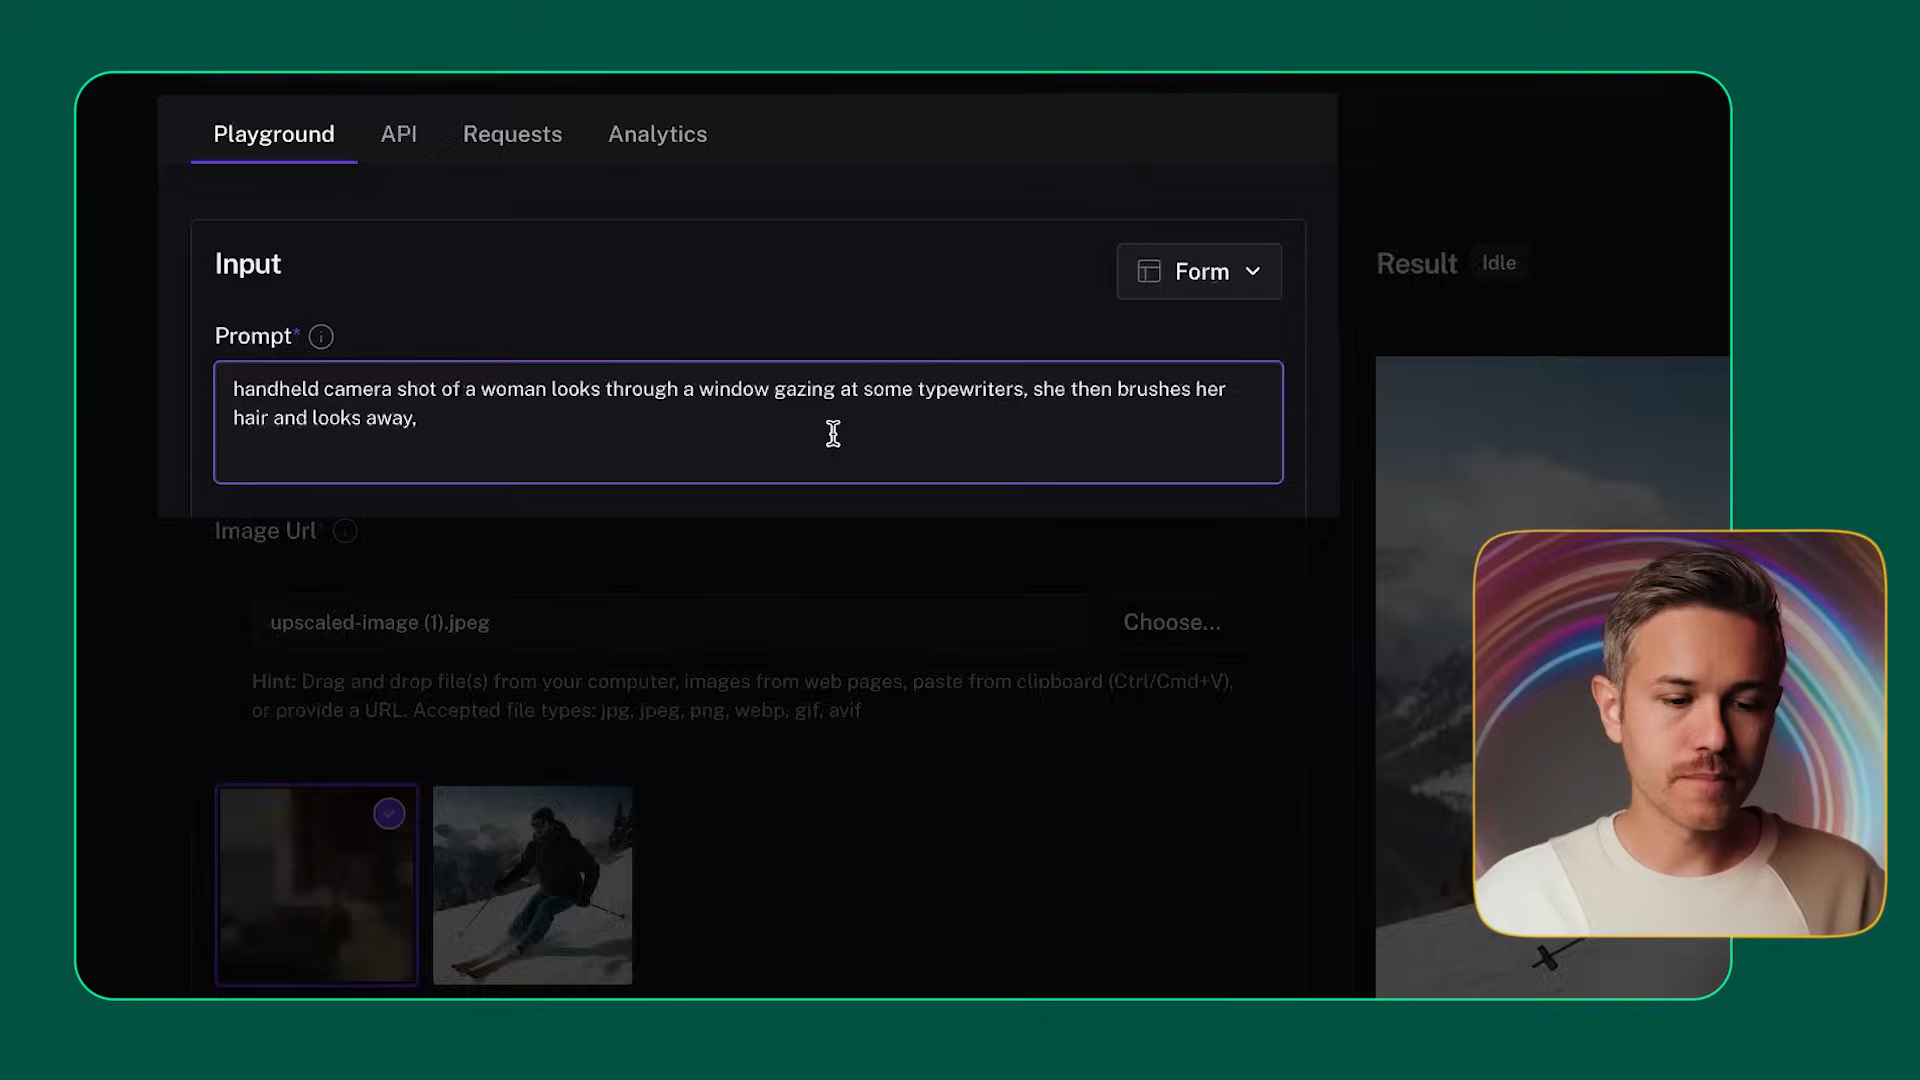 Playground API Requests Analytics
Input
Form
Result Idle
Prompt*
handheld camera shot of a woman looks through a window gazing at some typewriters, she then brushes her
hair and looks away,
Image Url*
upscaled-image (1).jpeg
Choose...
Hint: Drag and drop file(s) from your computer, images from web pages, paste from clipboard (Ctrl/Cmd+V),
or provide a URL. Accepted file types: jpg, jpeg, png, webp, gif, avif